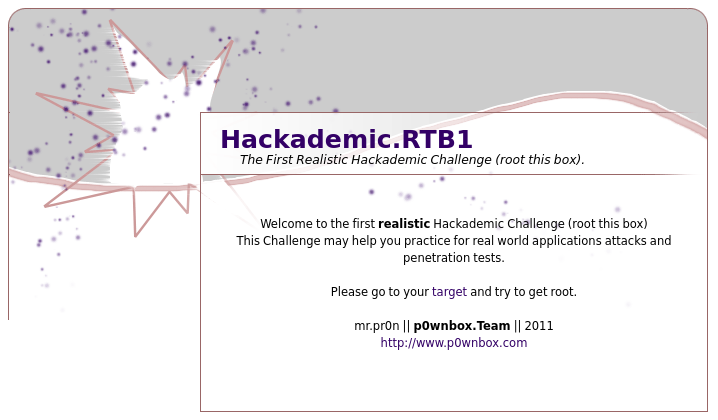 Hackademic.RTB1
The First Realistic Hackademic Challenge (root this box).
Welcome to the first realistic Hackademic Challenge (root this box)
This Challenge may help you practice for real world applications attacks and
penetration tests.
Please go to your target and try to get root.
mr.pr0n || p0wnbox.Team || 2011
http://www.p0wnbox.com